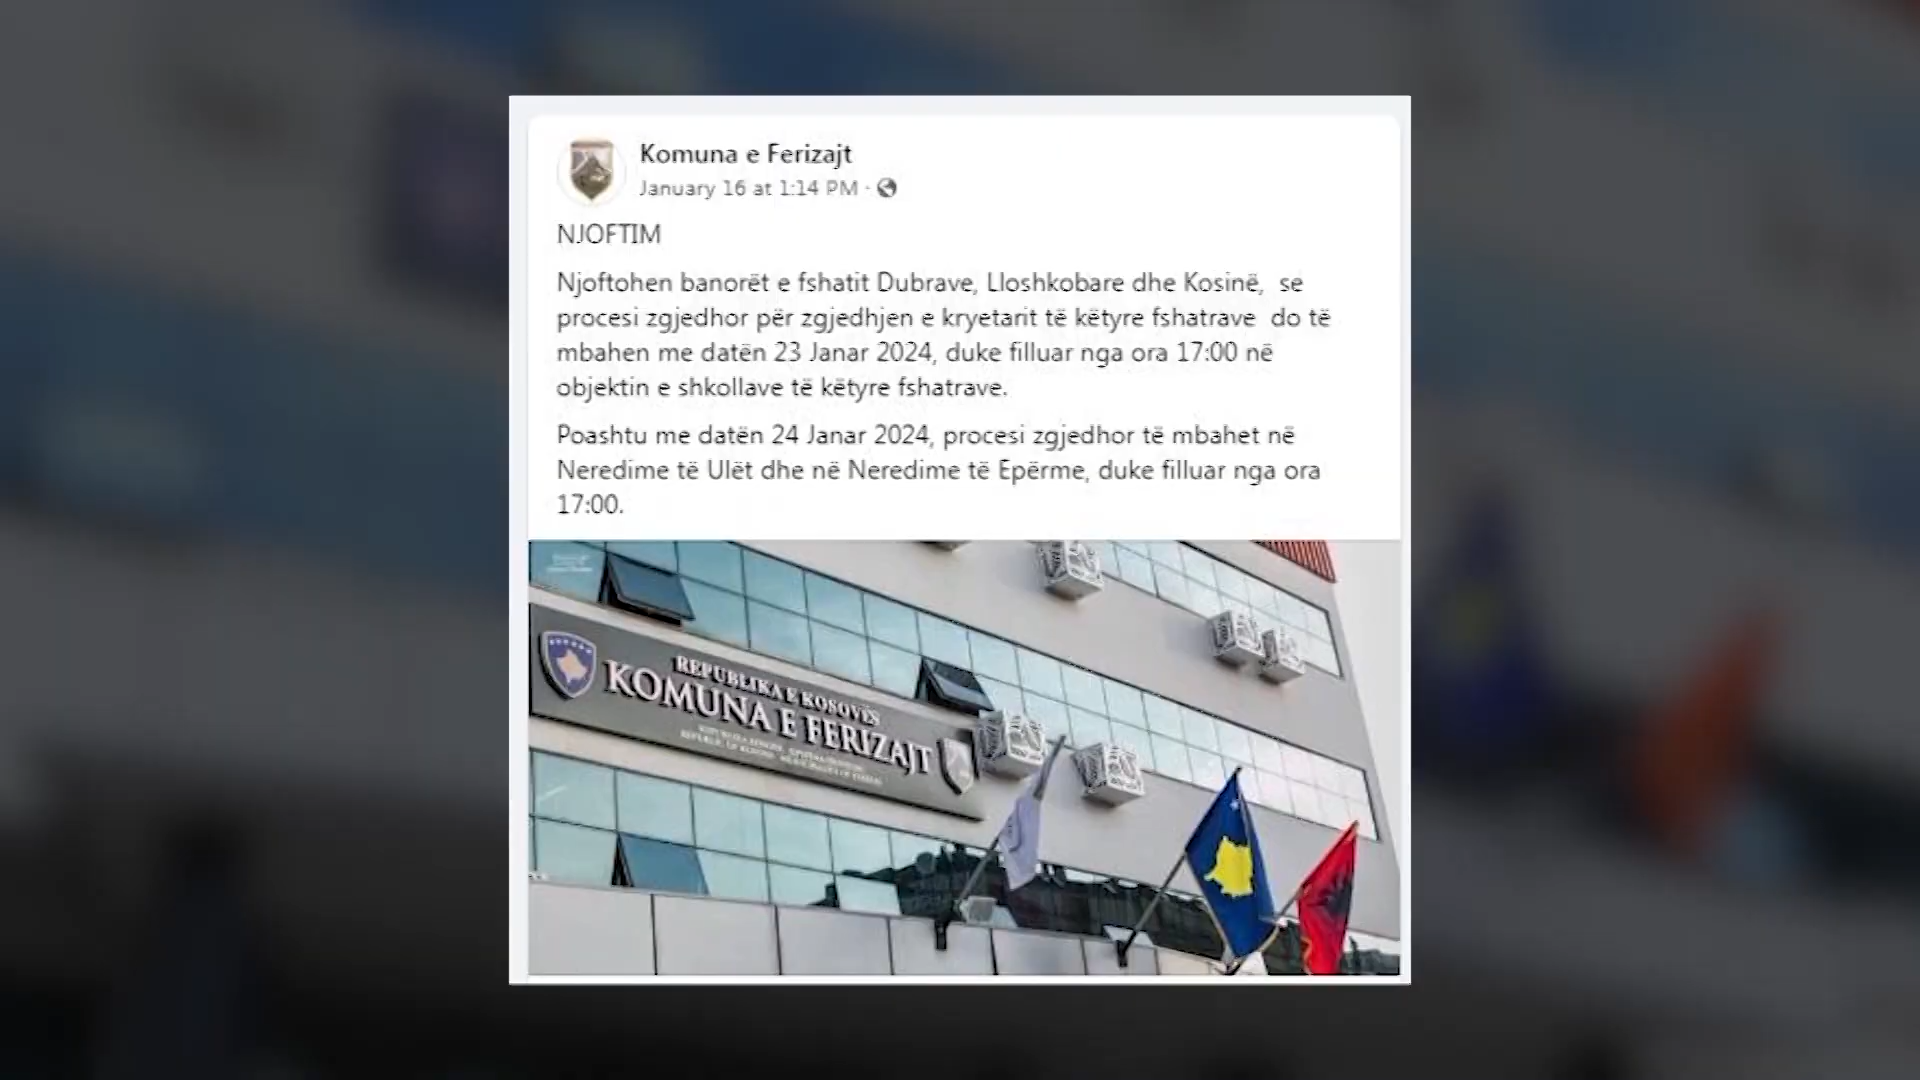 Komuna e Ferizajt
January 16 at 1:14 PM ·
NJOFTIM
Njoftohen banorët e fshatit Dubrave, Lloshkobare dhe Kosinë, se
procesi zgjedhor për zgjedhjen e kryetarit të këtyre fshatrave do të
mbahen me datën 23 Janar 2024, duke filluar nga ora 17:00 në
objektin e shkollave të këtyre fshatrave.
Poashtu me datën 24 Janar 2024, procesi zgjedhor të mbahet në
Neredime të Ulët dhe në Neredime të Epërme, duke filluar nga ora
17:00.
REPUBLIKA E KOSOVËS
KOMUNA E FERIZAJT